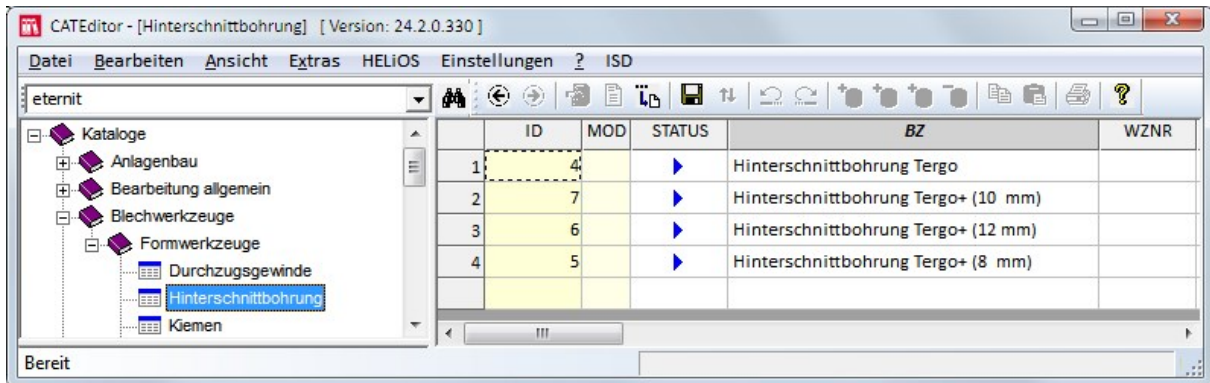 CATEditor - [Hinterschnittbohrung] [ Version: 24.2.0.330 ]
Datei Bearbeiten Ansicht Extras HELiOS Einstellungen ? ISD
eternit
Kataloge
Anlagenbau
Bearbeitung allgemein
Blechwerkzeuge
Formwerkzeuge
Durchzugsgewinde
Hinterschnittbohrung
Kiemen
ID MOD STATUS BZ WZNR
1 4 Hinterschnittbohrung Tergo
2 7 Hinterschnittbohrung Tergo+ (10 mm)
3 6 Hinterschnittbohrung Tergo+ (12 mm)
4 5 Hinterschnittbohrung Tergo+ (8 mm)
Bereit